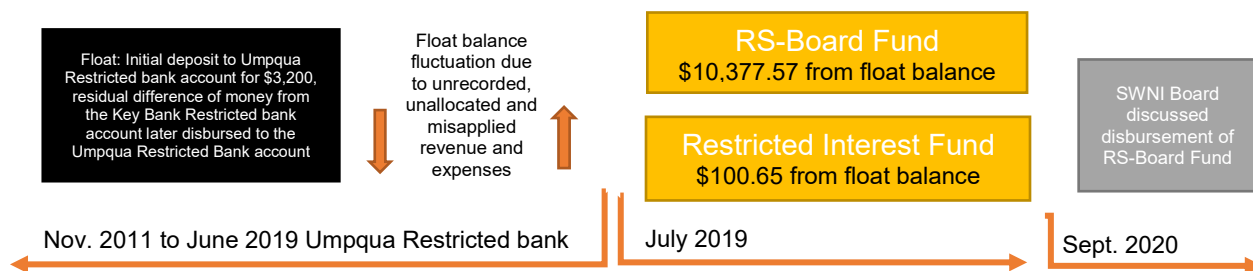 Float: Initial deposit to Umpqua
Restricted bank account for $3,200,
residual difference of money from
the Key Bank Restricted bank
account later disbursed to the
Umpqua Restricted Bank account
Float balance
fluctuation due
to unrecorded,
unallocated and
misapplied
revenue and
expenses
RS-Board Fund
$10,377.57 from float balance
Restricted Interest Fund
$100.65 from float balance
SWNI Board
discussed
disbursement of
RS-Board Fund
Nov. 2011 to June 2019 Umpqua Restricted bank
July 2019
Sept. 2020